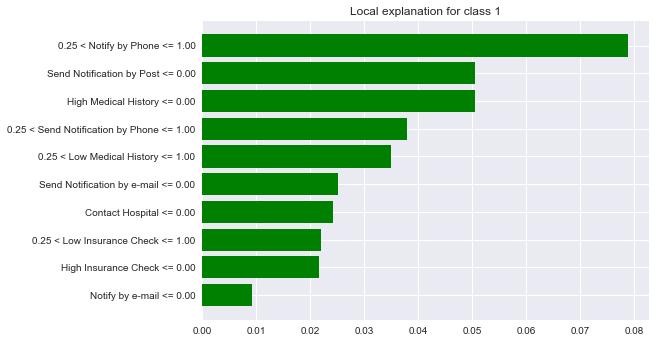 Local explanation for class 1
0.25 < Notify by Phone <= 1.00
Send Notification by Post <= 0.00
High Medical History <= 0.00
0.25 < Send Notification by Phone <= 1.00
0.25 < Low Medical History <= 1.00
Send Notification by e-mail <= 0.00
Contact Hospital <= 0.00
0.25 < Low Insurance Check <= 1.00
High Insurance Check <= 0.00
Notify by e-mail <= 0.00
0.00 0.01 0.02 0.03 0.04 0.05 0.06 0.07 0.08